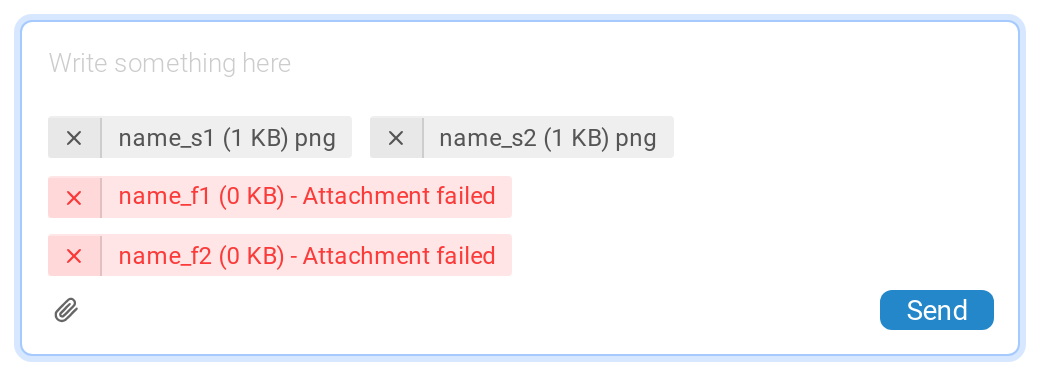 Write something here
name_s1 (1 KB) png name_s2 (1 KB) png
name_f1 (0 KB) - Attachment failed
name_f2 (0 KB) - Attachment failed
Send